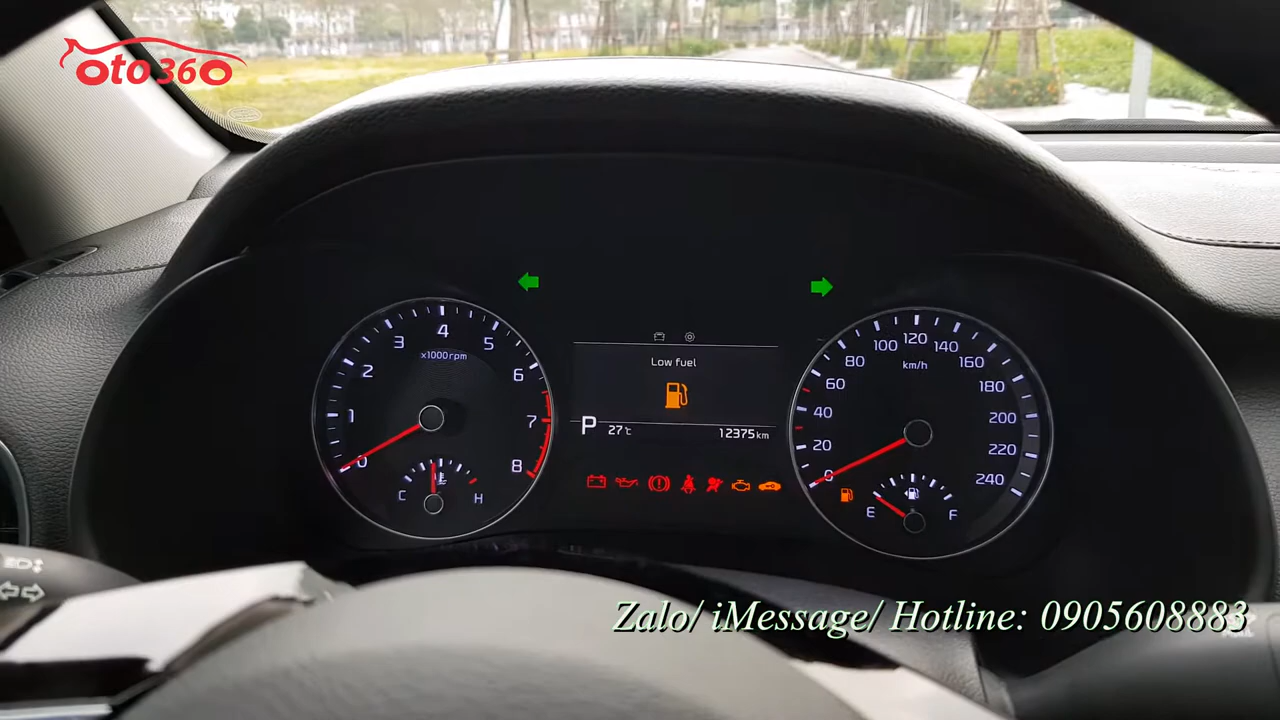 oto360
4
3
5
x1000rpm
2
6
1
7
0
8
C
H
Low fuel
P
27℃
12375km
120
100
140
80
km/h
160
60
180
40
200
20
220
0
240
E
F
Zalo/ iMessage/ Hotline: 0905608883